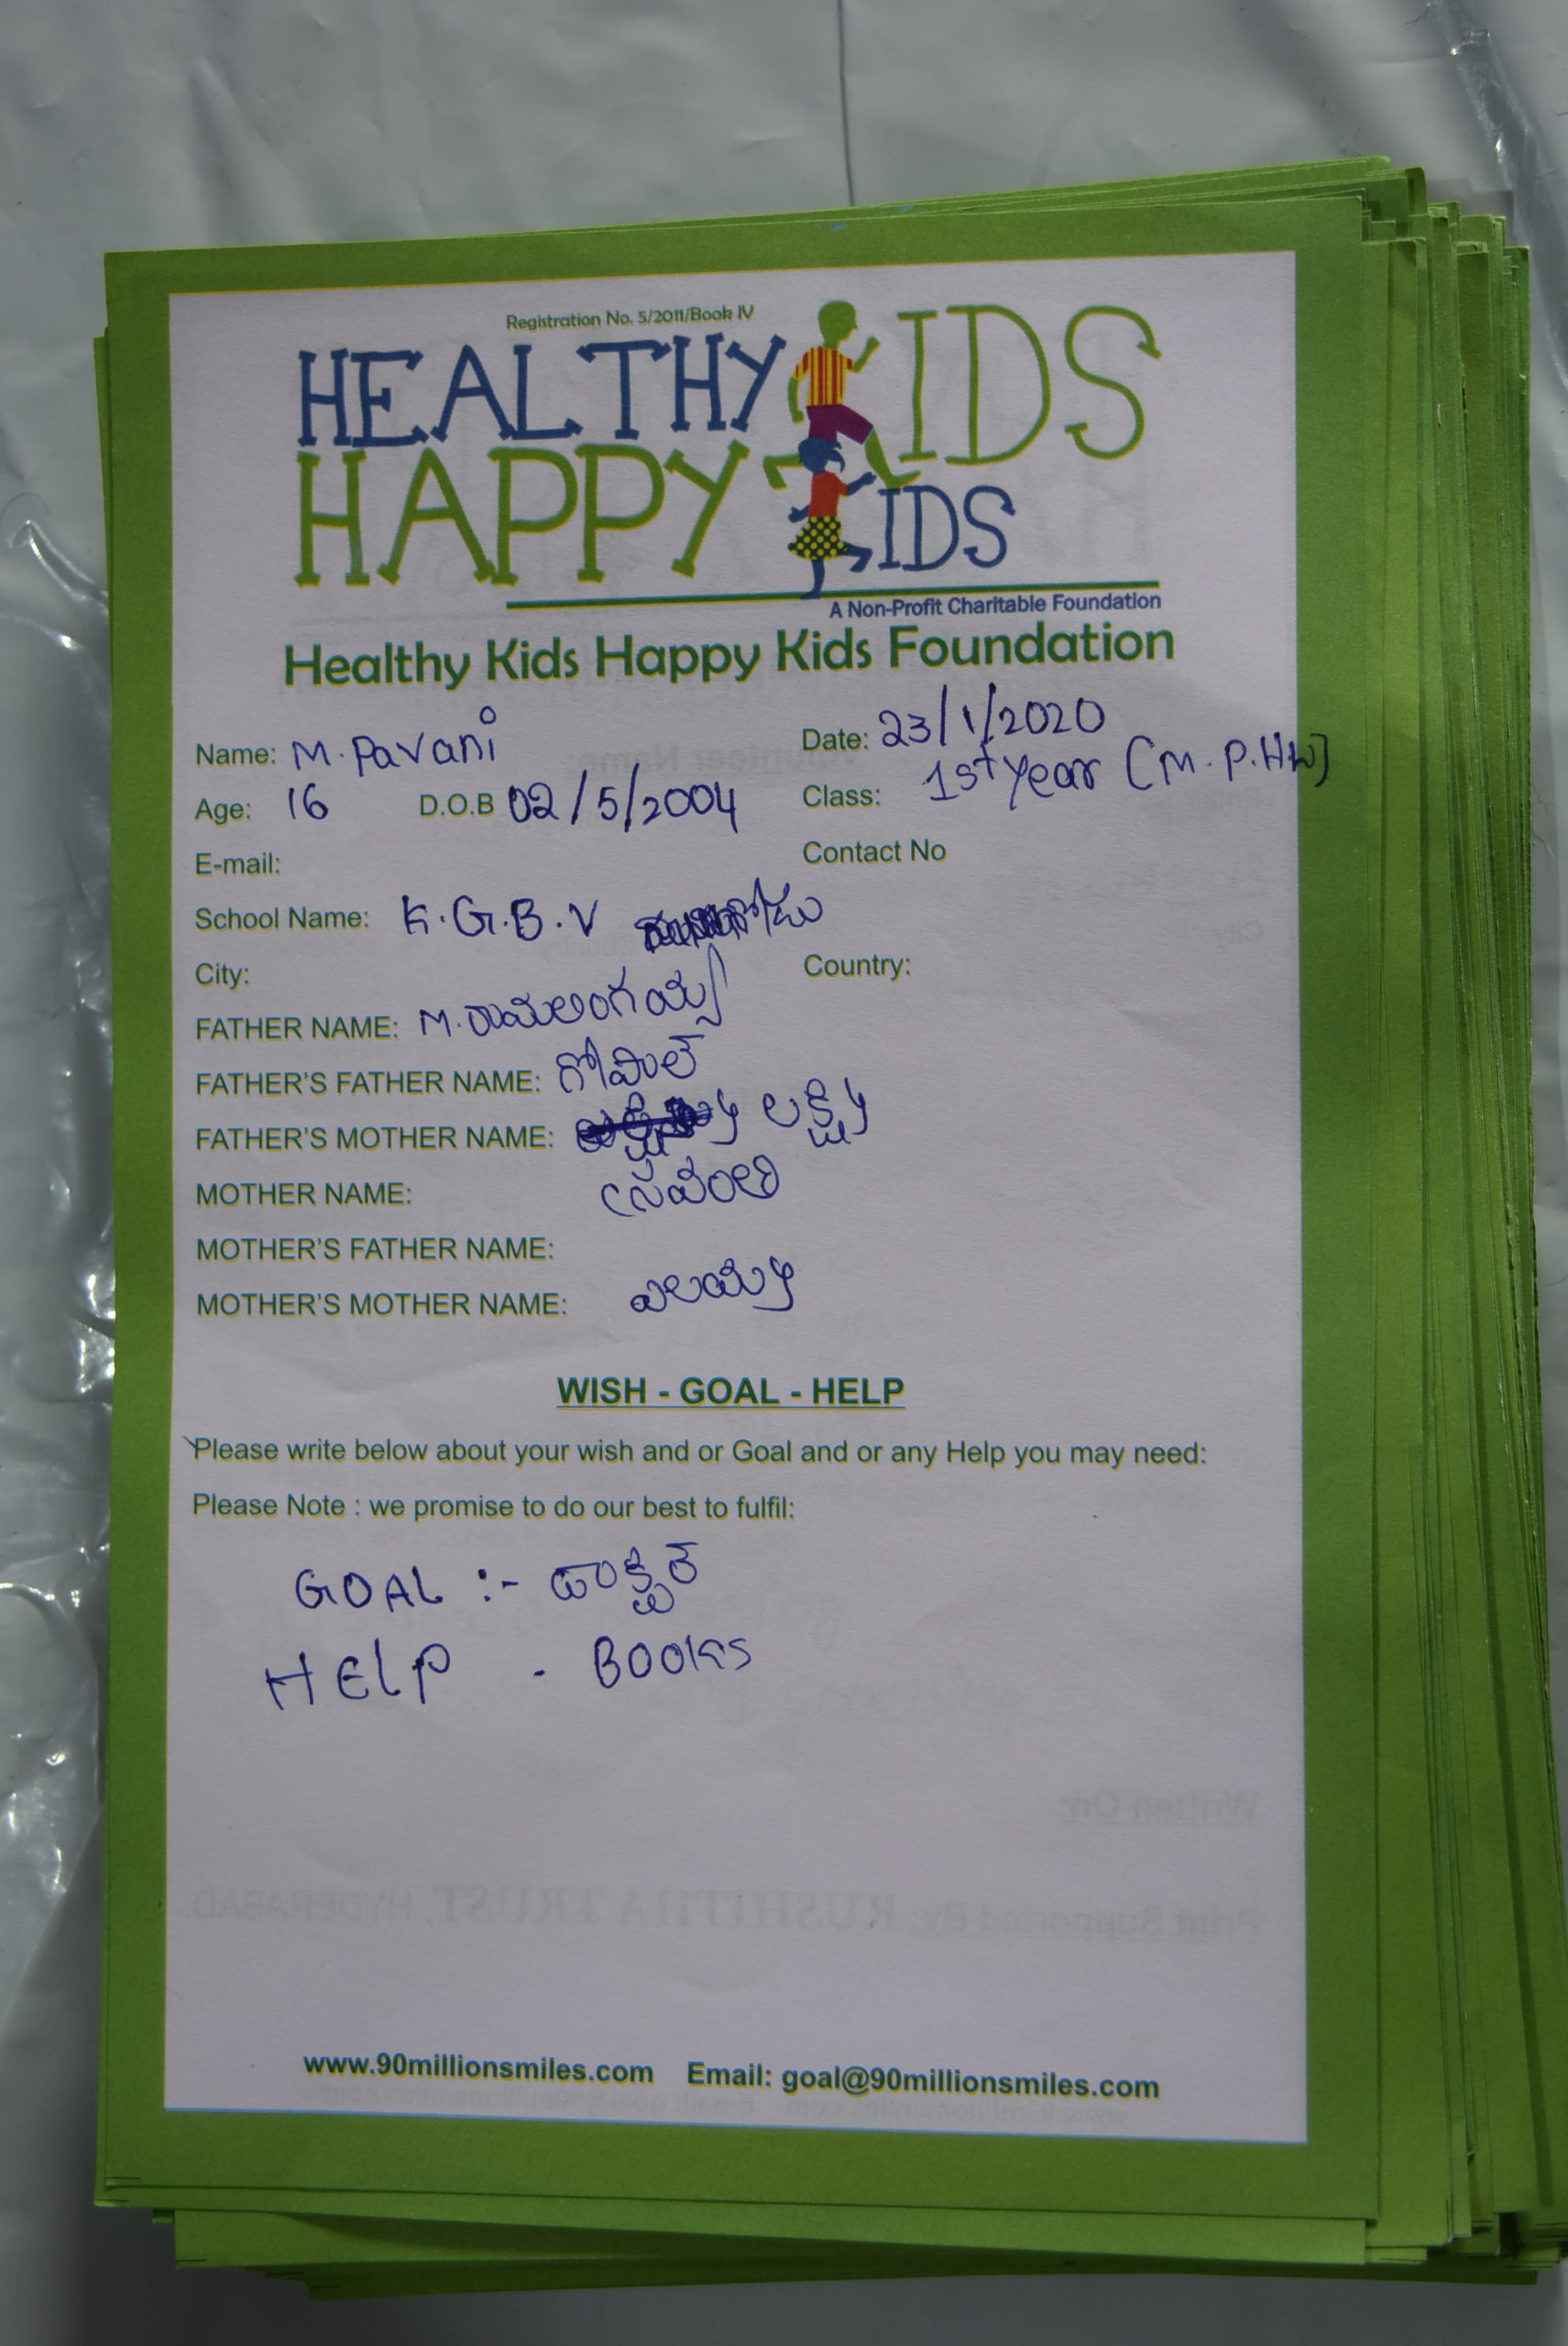 Registration No. 5/2011/Book IV
HEALTHY KIDS
HAPPY KIDS
A Non-Profit Charitable Foundation
Healthy Kids Happy Kids Foundation
Name: M. Pavani Date: 23/1/2020
Age: 16 D.O.B 02/5/2004 Class: 1st year (M.P.HW)
E-mail: Contact No
School Name: K.G.B.V
City: Country:
FATHER NAME: M. రామలింగయ్య
FATHER'S FATHER NAME:
FATHER'S MOTHER NAME: లక్ష్మి
MOTHER NAME: స్రవంతి
MOTHER'S FATHER NAME:
MOTHER'S MOTHER NAME:
WISH - GOAL - HELP
Please write below about your wish and or Goal and or any Help you may need:
Please Note : we promise to do our best to fulfil:
GOAL :- డాక్టర్
HELP - BOOKS
www.90millionsmiles.com Email: goal@90millionsmiles.com